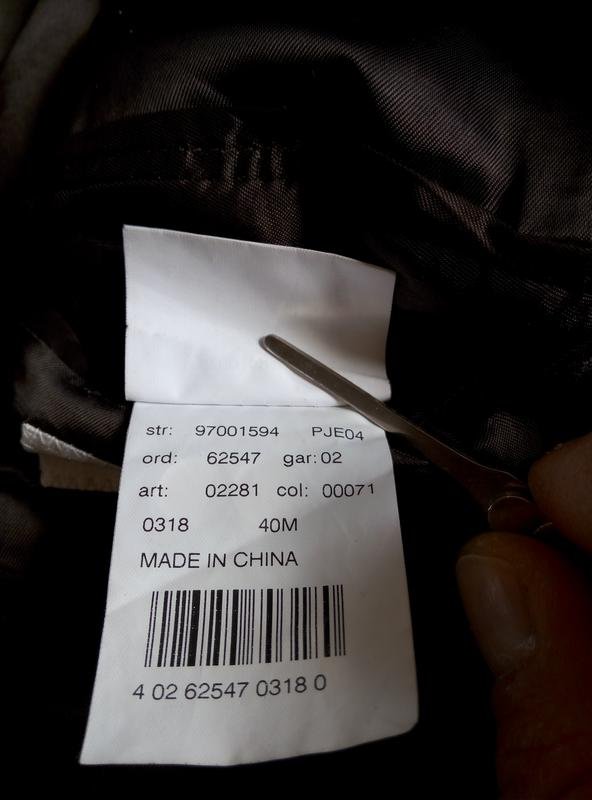 str: 97001594 PJE04
ord: 62547 gar: 02
art: 02281 col: 00071
0318 40M
MADE IN CHINA
4 02 62547 0318 0